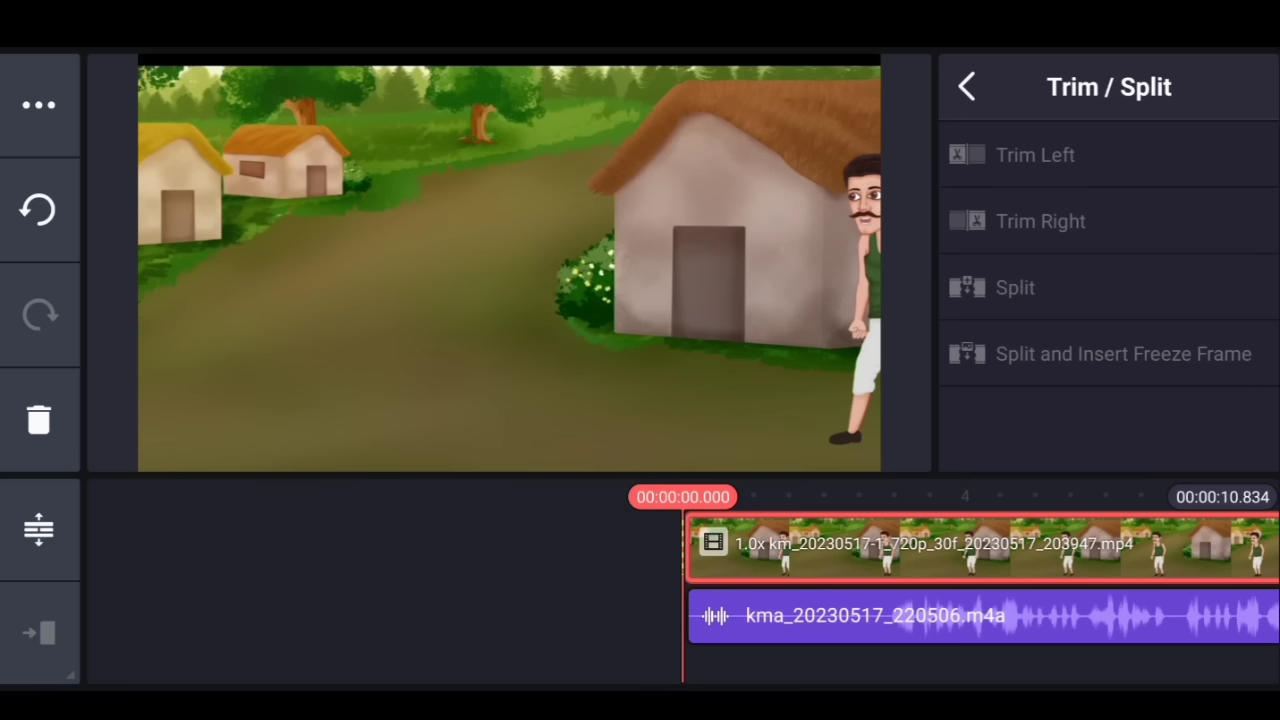 Trim / Split
Trim Left
Trim Right
Split
Split and Insert Freeze Frame
00:00:00.000
4
00:00:10.834
1.0x km_20230517-1_720p_30f_20230517_203947.mp4
kma_20230517_220506.m4a